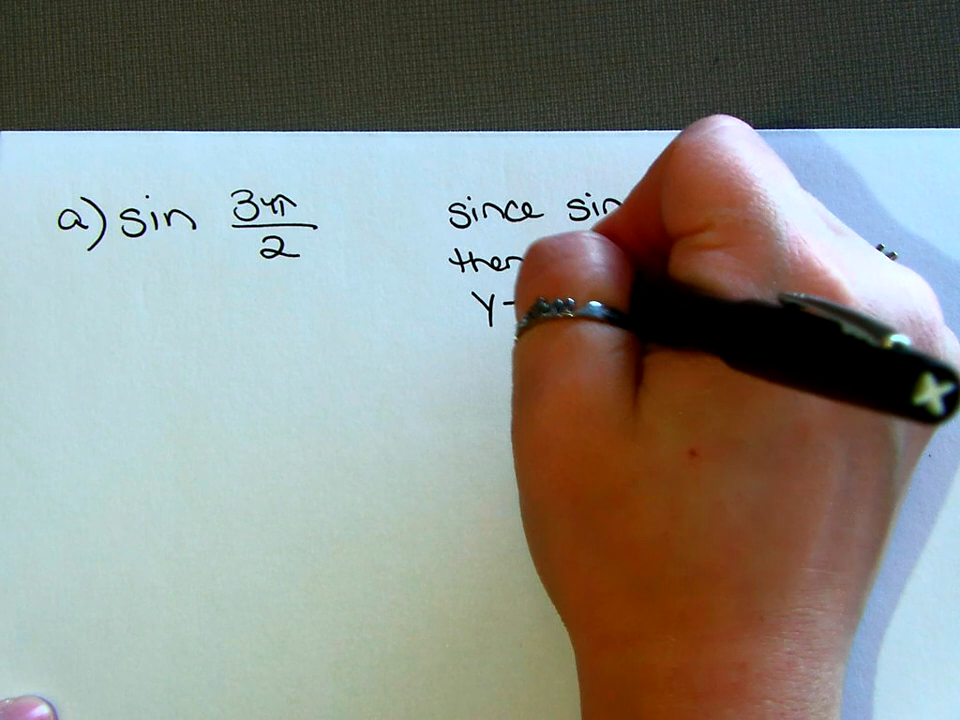 a) sin 3π/2
since sin
then
y-